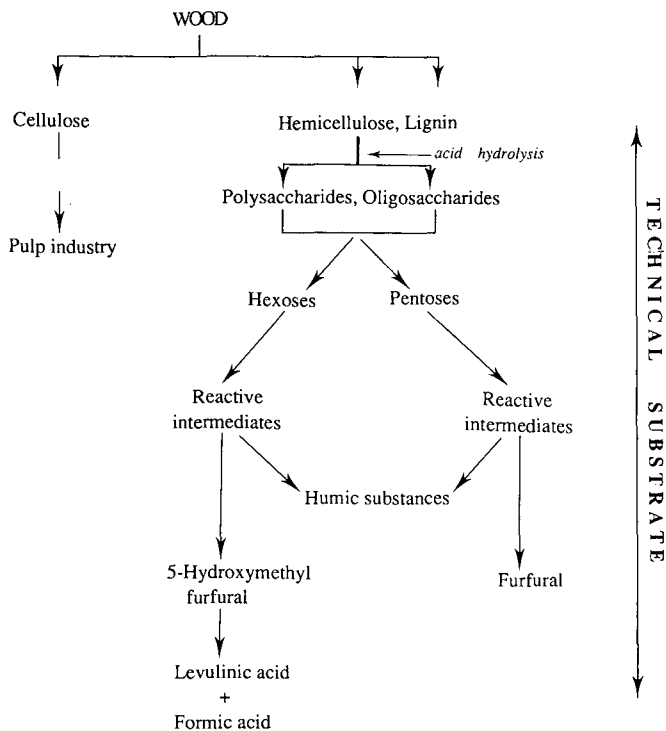 WOOD
Cellulose
Hemicellulose, Lignin
acid hydrolysis
Polysaccharides, Oligosaccharides
Pulp industry
Hexoses
Pentoses
Reactive
intermediates
Reactive
intermediates
Humic substances
5-Hydroxymethyl
furfural
Furfural
Levulinic acid
+
Formic acid
TECHNICAL SUBSTRATE